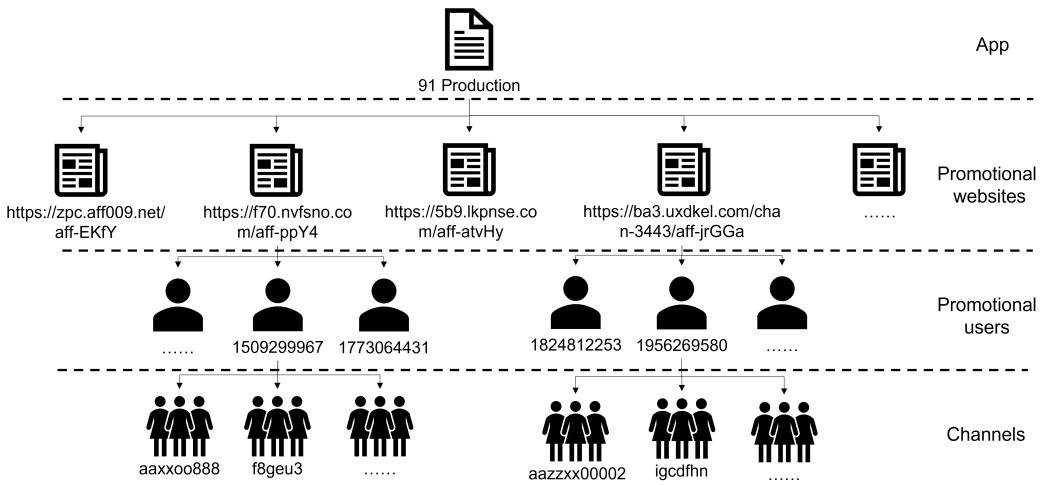 App
91 Production
Promotional
websites
https://zpc.aff009.net/
aff-EKfY
https://f70.nvfsno.co
m/aff-ppY4
https://5b9.lkpnse.co
m/aff-atvHy
https://ba3.uxdkel.com/cha
n-3443/aff-jrGGa
......
Promotional
users
......
1509299967
1773064431
1824812253
1956269580
......
Channels
aaxxoo888
f8geu3
......
aazzxx00002
igcdfhn
......